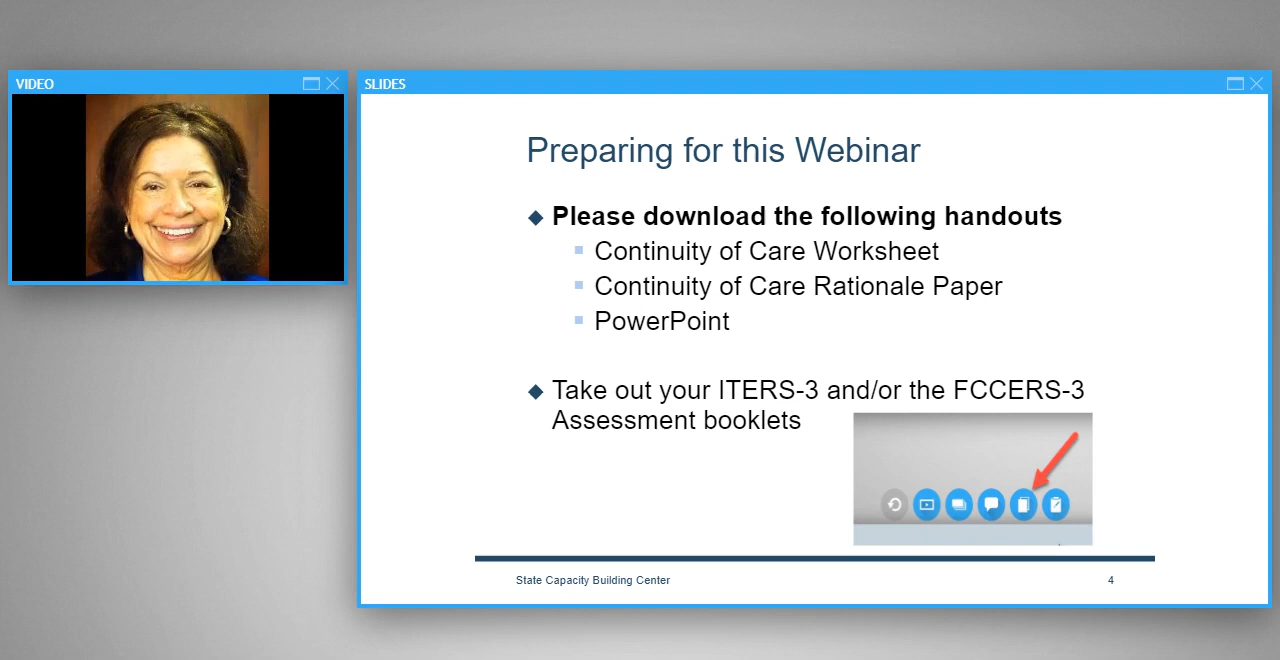 VIDEO
SLIDES
Preparing for this Webinar
Please download the following handouts
Continuity of Care Worksheet
Continuity of Care Rationale Paper
PowerPoint
Take out your ITERS-3 and/or the FCCERS-3
Assessment booklets
State Capacity Building Center
4